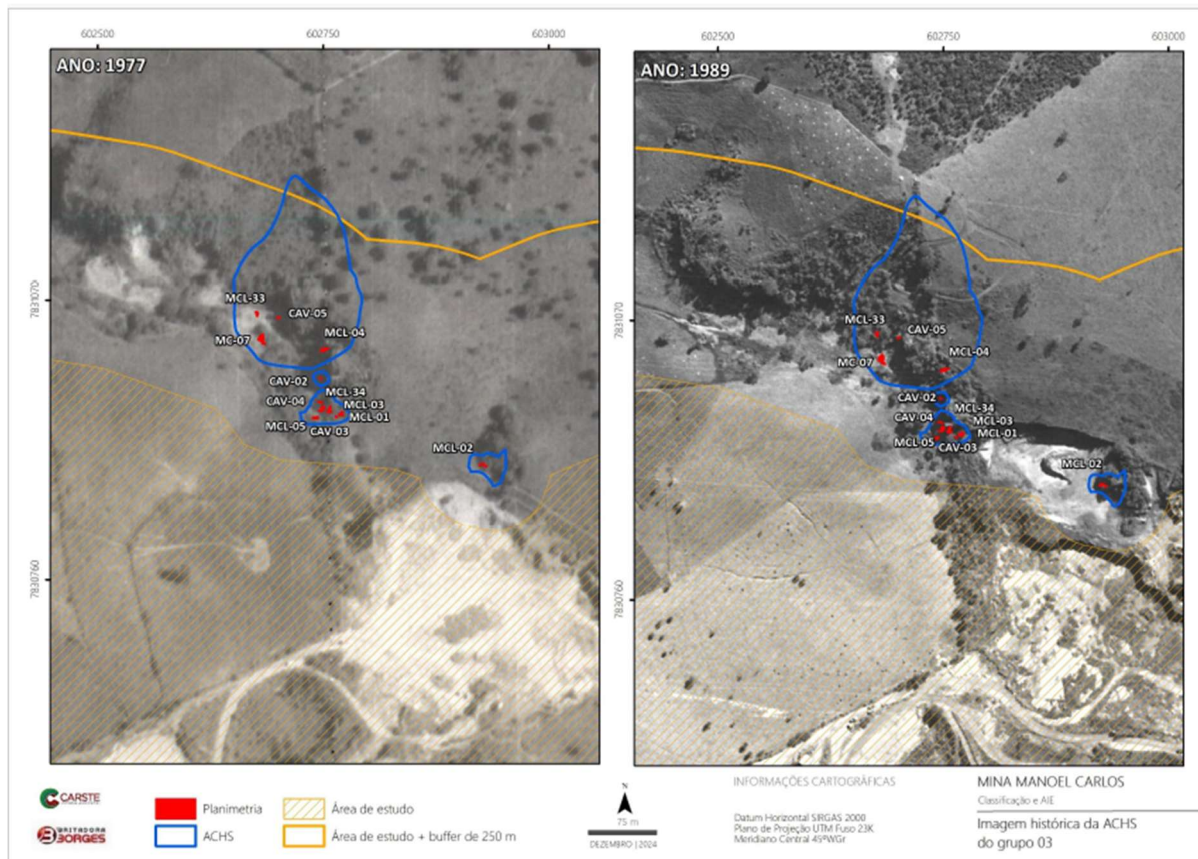 602500 602750 603000
ANO: 1977
7831070
7830760
MCL-33
CAV-05
MC-07
MCL-04
CAV-02
MCL-34
CAV-04
MCL-03
MCL-01
MCL-05
CAV-03
MCL-02
602500 602750 603000
ANO: 1989
7831070
7830760
MCL-33
CAV-05
MC-07
MCL-04
CAV-02
MCL-34
CAV-04
MCL-03
MCL-01
MCL-05
CAV-03
MCL-02
CARSTE
BRITADORA
BORGES
Planimetria
ACHS
Área de estudo
Área de estudo + buffer de 250 m
N
75 m
DEZEMBRO | 2024
INFORMAÇÕES CARTOGRÁFICAS
Datum Horizontal SIRGAS 2000
Plano de Projeção UTM Fuso 23K
Meridiano Central 45ºWGr
MINA MANOEL CARLOS
Classificação e AIE
Imagem histórica da ACHS
do grupo 03